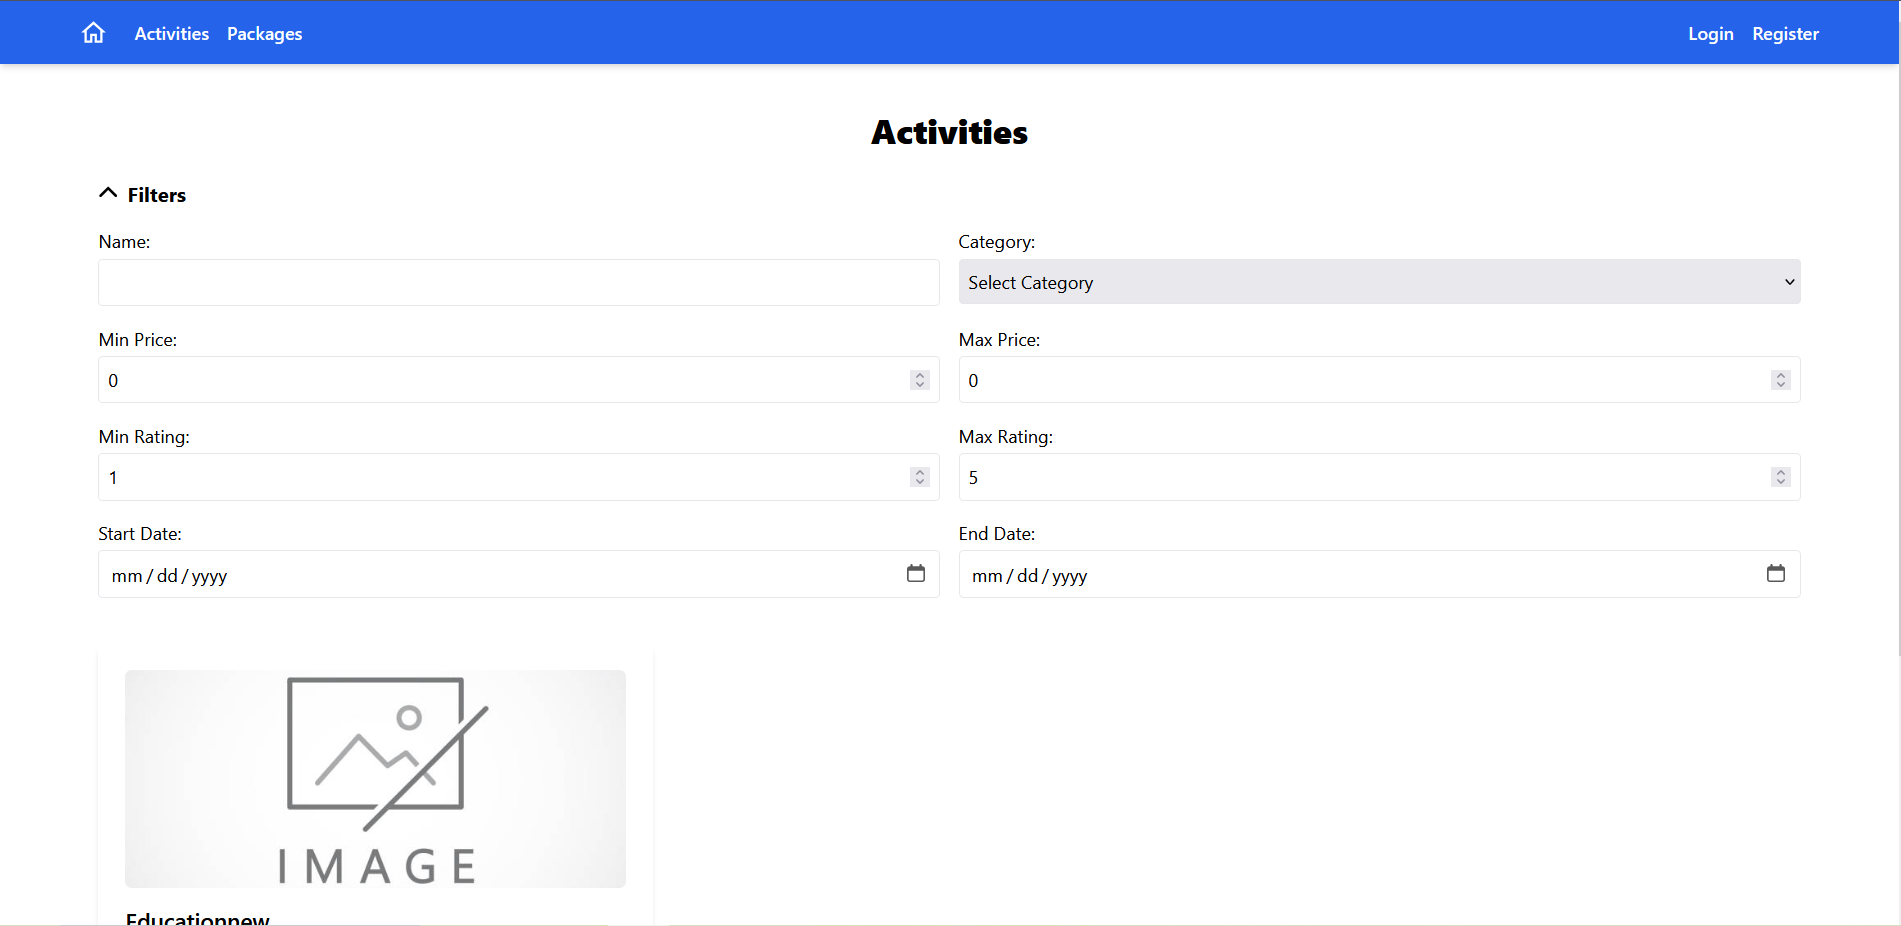 Activities Packages Login Register
Activities
Filters
Name: Category:
Select Category
Min Price: Max Price:
0 0
Min Rating: Max Rating:
1 5
Start Date: End Date:
mm/dd/yyyy mm/dd/yyyy
IMAGE
Educationnew